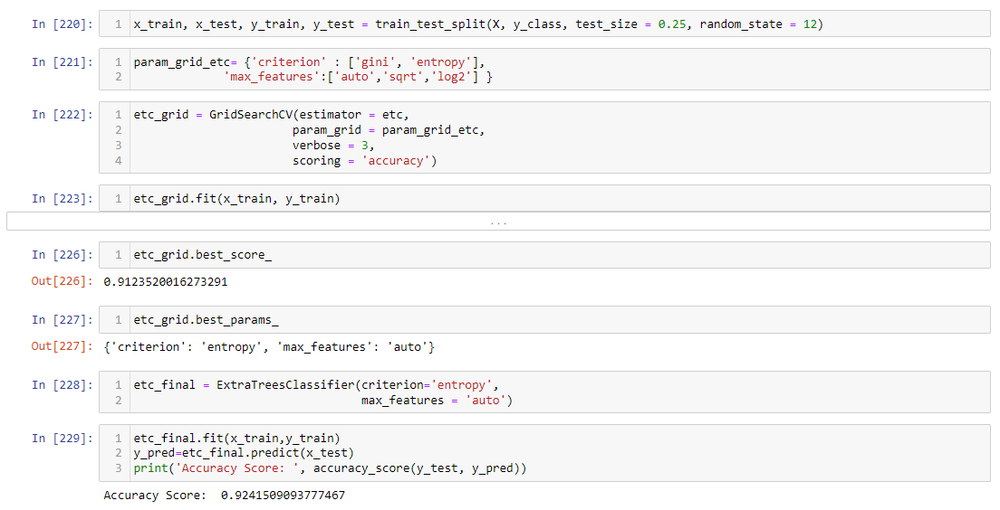 In [220]: 1 x_train, x_test, y_train, y_test = train_test_split(X, y_class, test_size = 0.25, random_state = 12)
In [221]: 1 param_grid_etc= {'criterion' : ['gini', 'entropy'],
2 'max_features':['auto','sqrt','log2'] }
In [222]: 1 etc_grid = GridSearchCV(estimator = etc,
2 param_grid = param_grid_etc,
3 verbose = 3,
4 scoring = 'accuracy')
In [223]: 1 etc_grid.fit(x_train, y_train)
...
In [226]: 1 etc_grid.best_score_
Out[226]: 0.9123520016273291
In [227]: 1 etc_grid.best_params_
Out[227]: {'criterion': 'entropy', 'max_features': 'auto'}
In [228]: 1 etc_final = ExtraTreesClassifier(criterion='entropy',
2 max_features = 'auto')
In [229]: 1 etc_final.fit(x_train,y_train)
2 y_pred=etc_final.predict(x_test)
3 print('Accuracy Score: ', accuracy_score(y_test, y_pred))
Accuracy Score:  0.9241509093777467